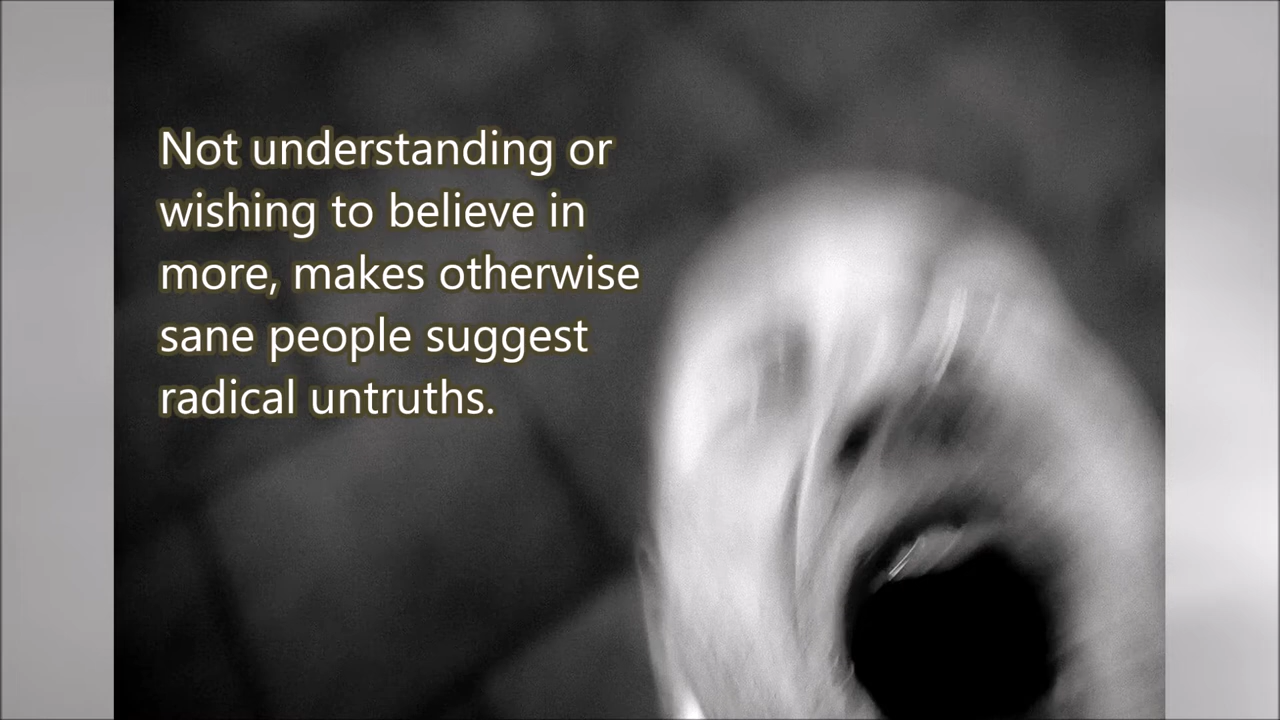 Not understanding or
wishing to believe in
more, makes otherwise
sane people suggest
radical untruths.